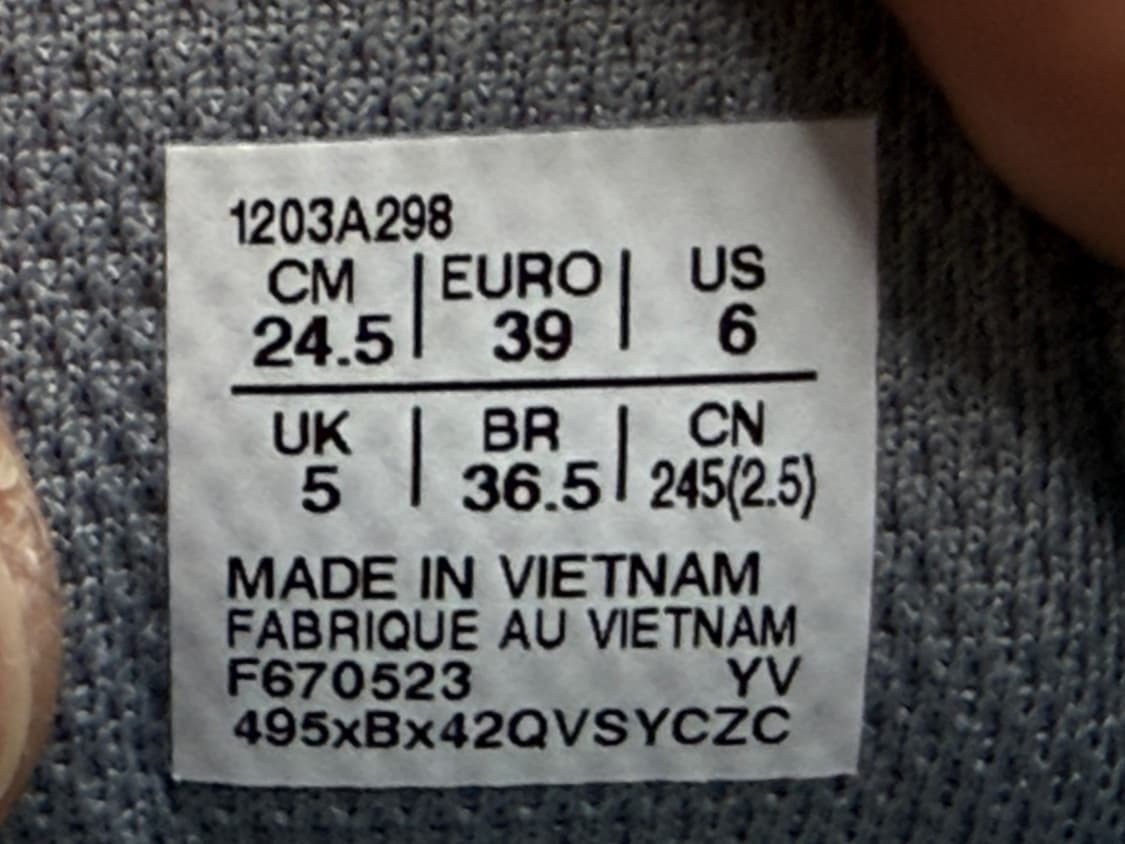 1203A298
CM | EURO | US
24.5 | 39 | 6
UK | BR | CN
5 | 36.5 | 245(2.5)
MADE IN VIETNAM
FABRIQUE AU VIETNAM
F670523 YV
495xBx42QVSYCZC